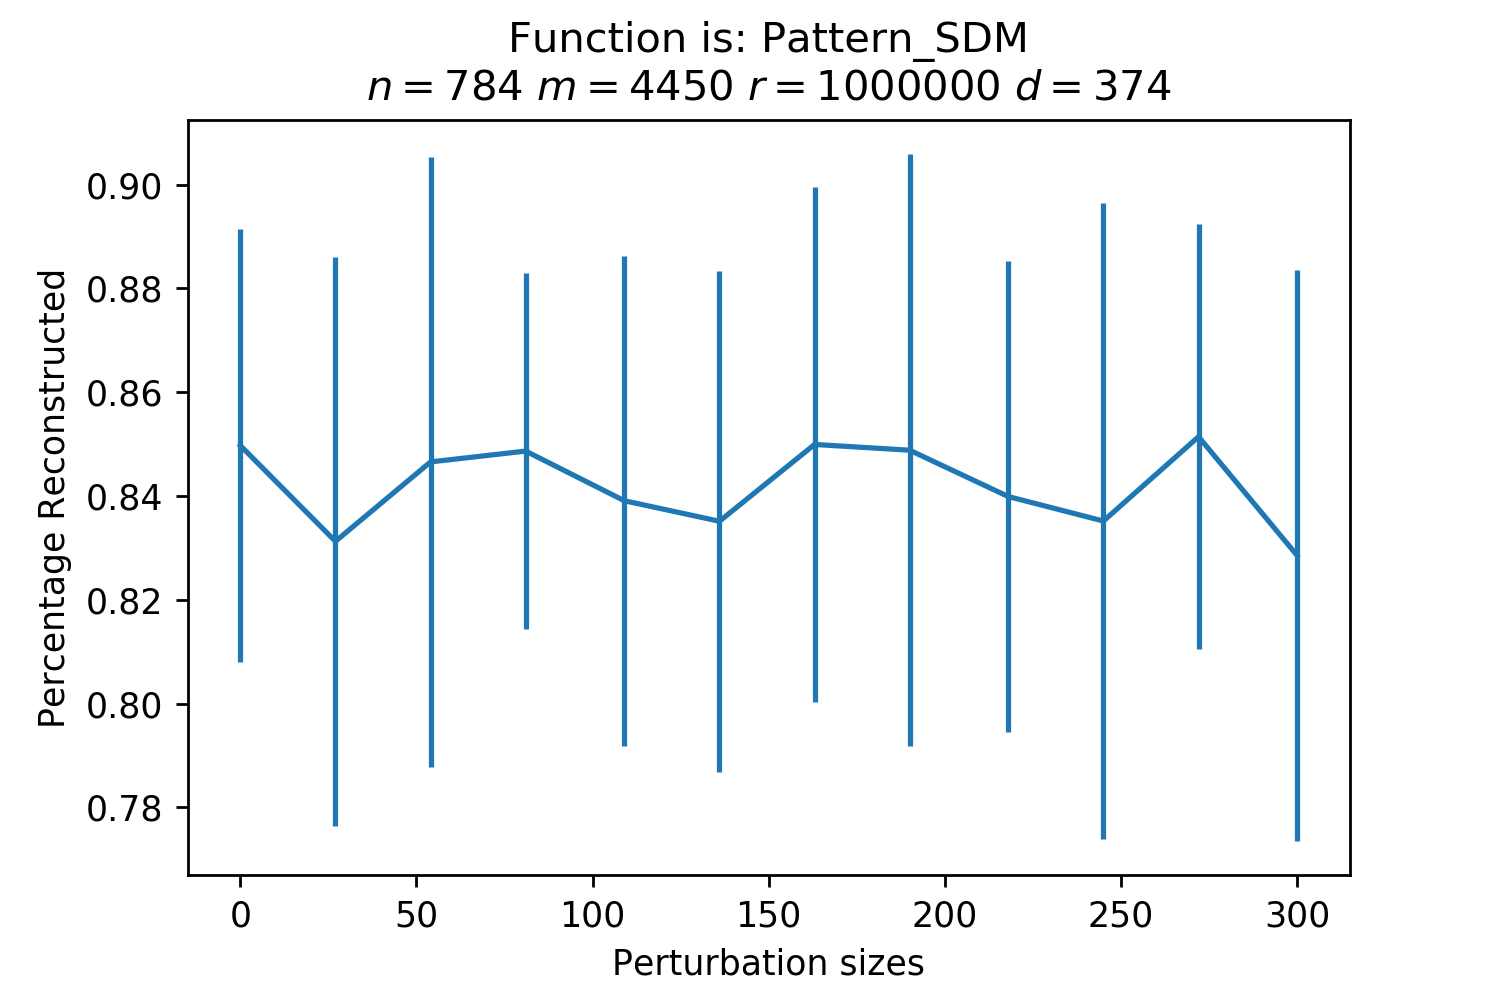 Function is: Pattern_SDM
n = 784 m = 4450 r = 1000000 d = 374
0.90
0.88
0.86
0.84
0.82
0.80
0.78
Percentage Reconstructed
0 50 100 150 200 250 300
Perturbation sizes